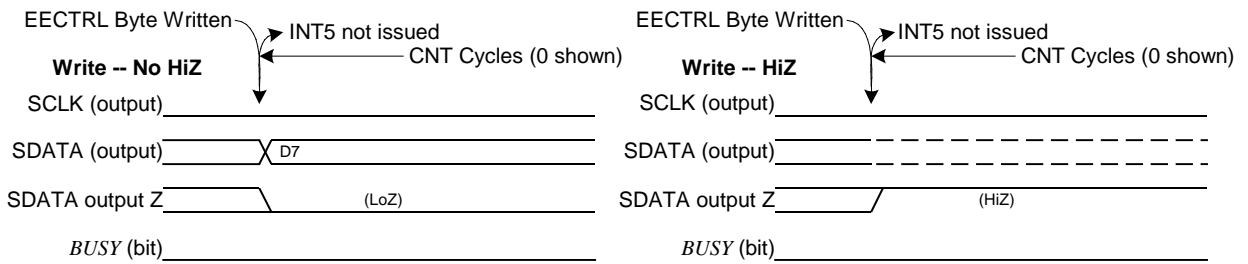 EECTRL Byte Written
INT5 not issued
CNT Cycles (0 shown)
Write -- No HiZ
SCLK (output)
SDATA (output)
D7
SDATA output Z
(LoZ)
BUSY (bit)
EECTRL Byte Written
INT5 not issued
CNT Cycles (0 shown)
Write -- HiZ
SCLK (output)
SDATA (output)
SDATA output Z
(HiZ)
BUSY (bit)